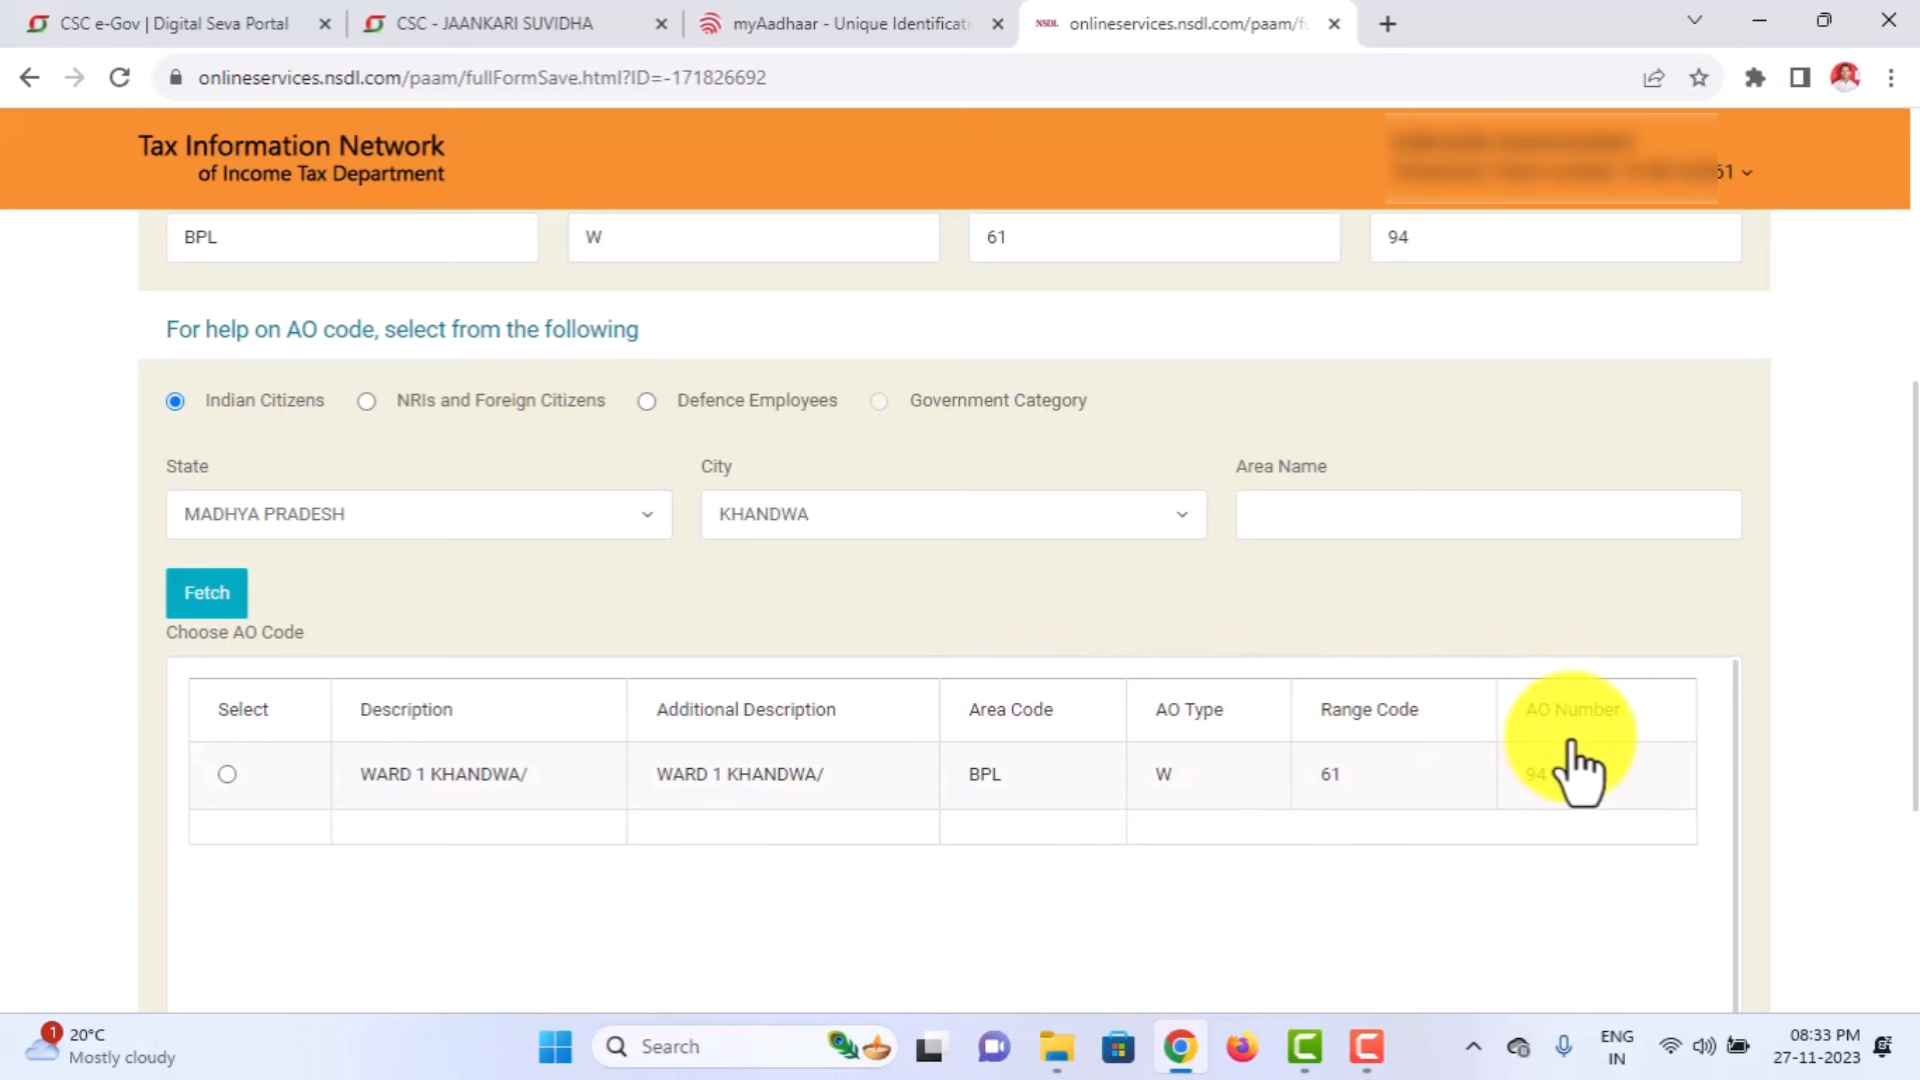 CSC e-Gov | Digital Seva Portal
CSC - JAANKARI SUVIDHA
myAadhaar - Unique Identificati
NSDL onlineservices.nsdl.com/paam/fu
onlineservices.nsdl.com/paam/fullFormSave.html?ID=-171826692
Tax Information Network
of Income Tax Department
61
BPL W 61 94
For help on AO code, select from the following
Indian Citizens NRIs and Foreign Citizens Defence Employees Government Category
State City Area Name
MADHYA PRADESH KHANDWA
Fetch
Choose AO Code
Select Description Additional Description Area Code AO Type Range Code AO Number
WARD 1 KHANDWA/ WARD 1 KHANDWA/ BPL W 61 94
1
20°C
Mostly cloudy
Search
ENG
IN
08:33 PM
27-11-2023